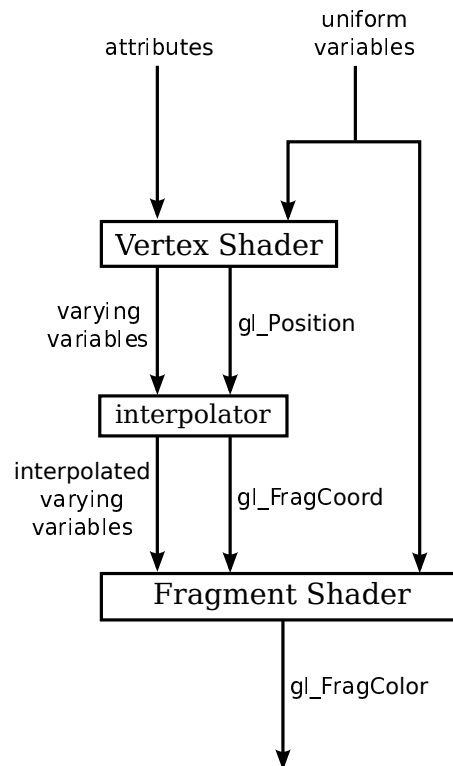 uniform
variables
attributes
Vertex Shader
varying
variables
gl_Position
interpolator
interpolated
varying
variables
gl_FragCoord
Fragment Shader
gl_FragColor